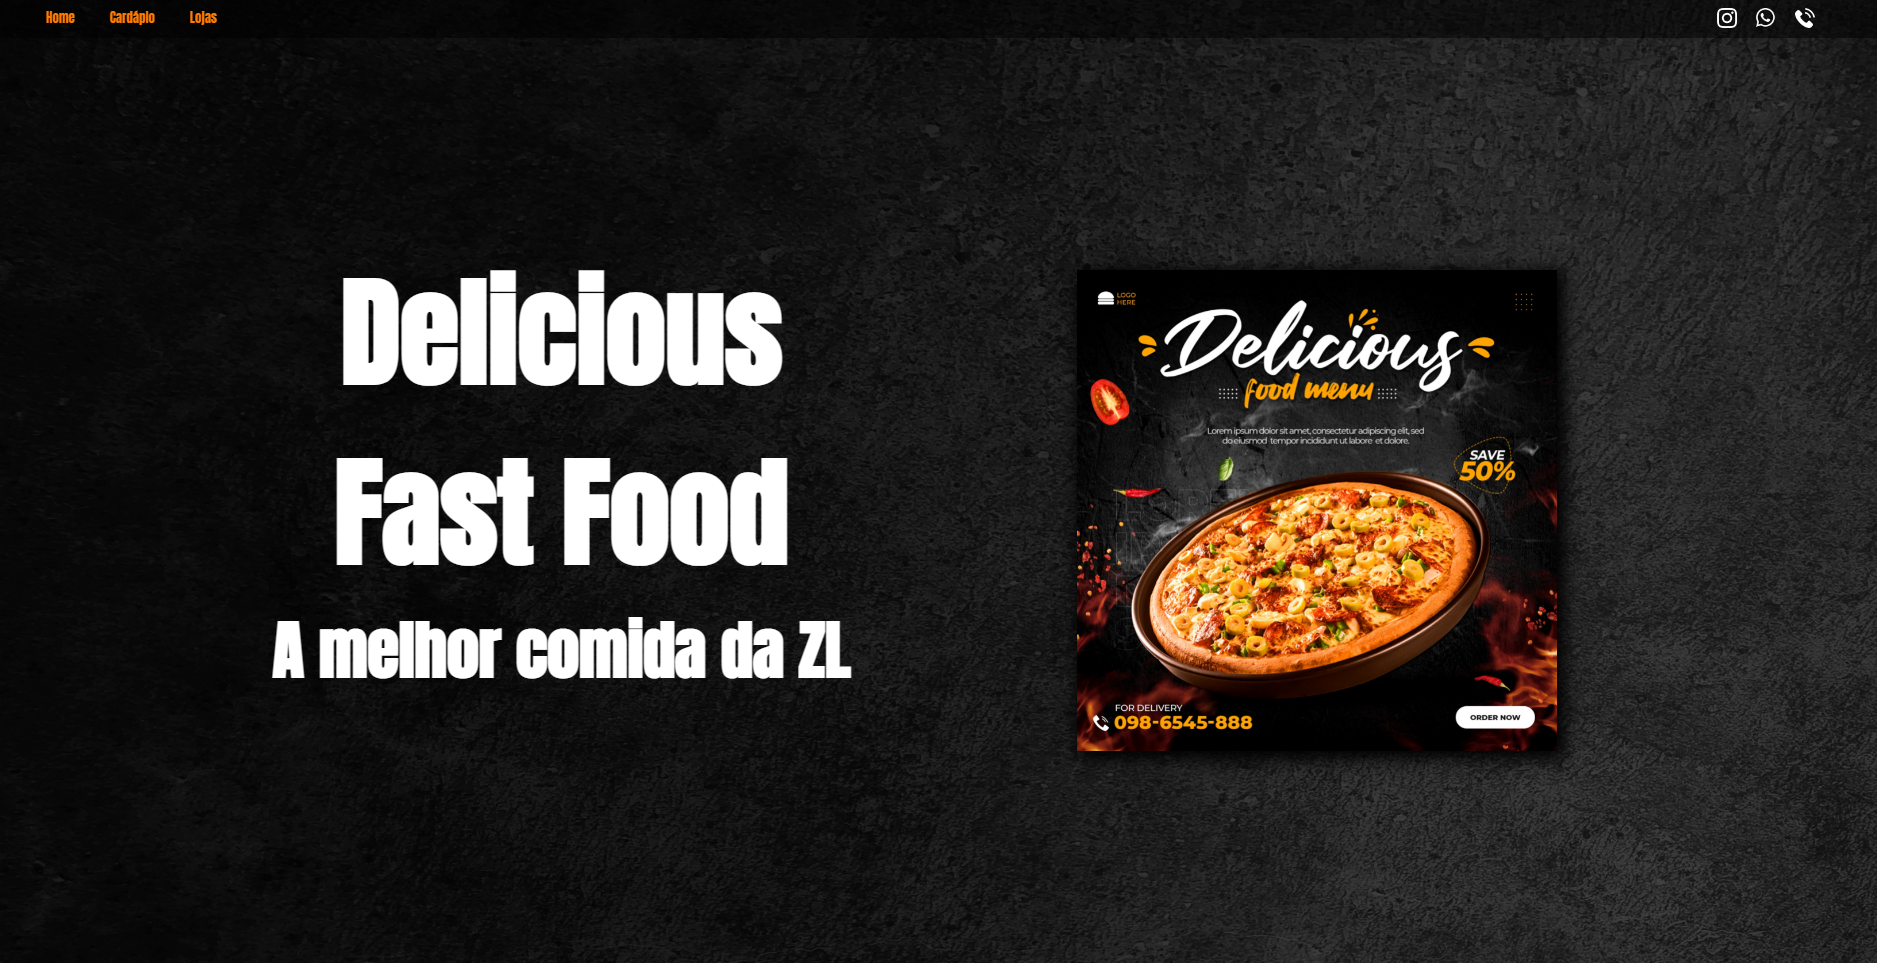 Home Cardápio Lojas
Delicious
Fast Food
A melhor comida da ZL
LOGO
HERE
Delicious
food menu
Lorem ipsum dolor sit amet, consectetur adipiscing elit, sed
do eiusmod tempor incididunt ut labore et dolore.
SAVE
50%
FOR DELIVERY
098-6545-888
ORDER NOW